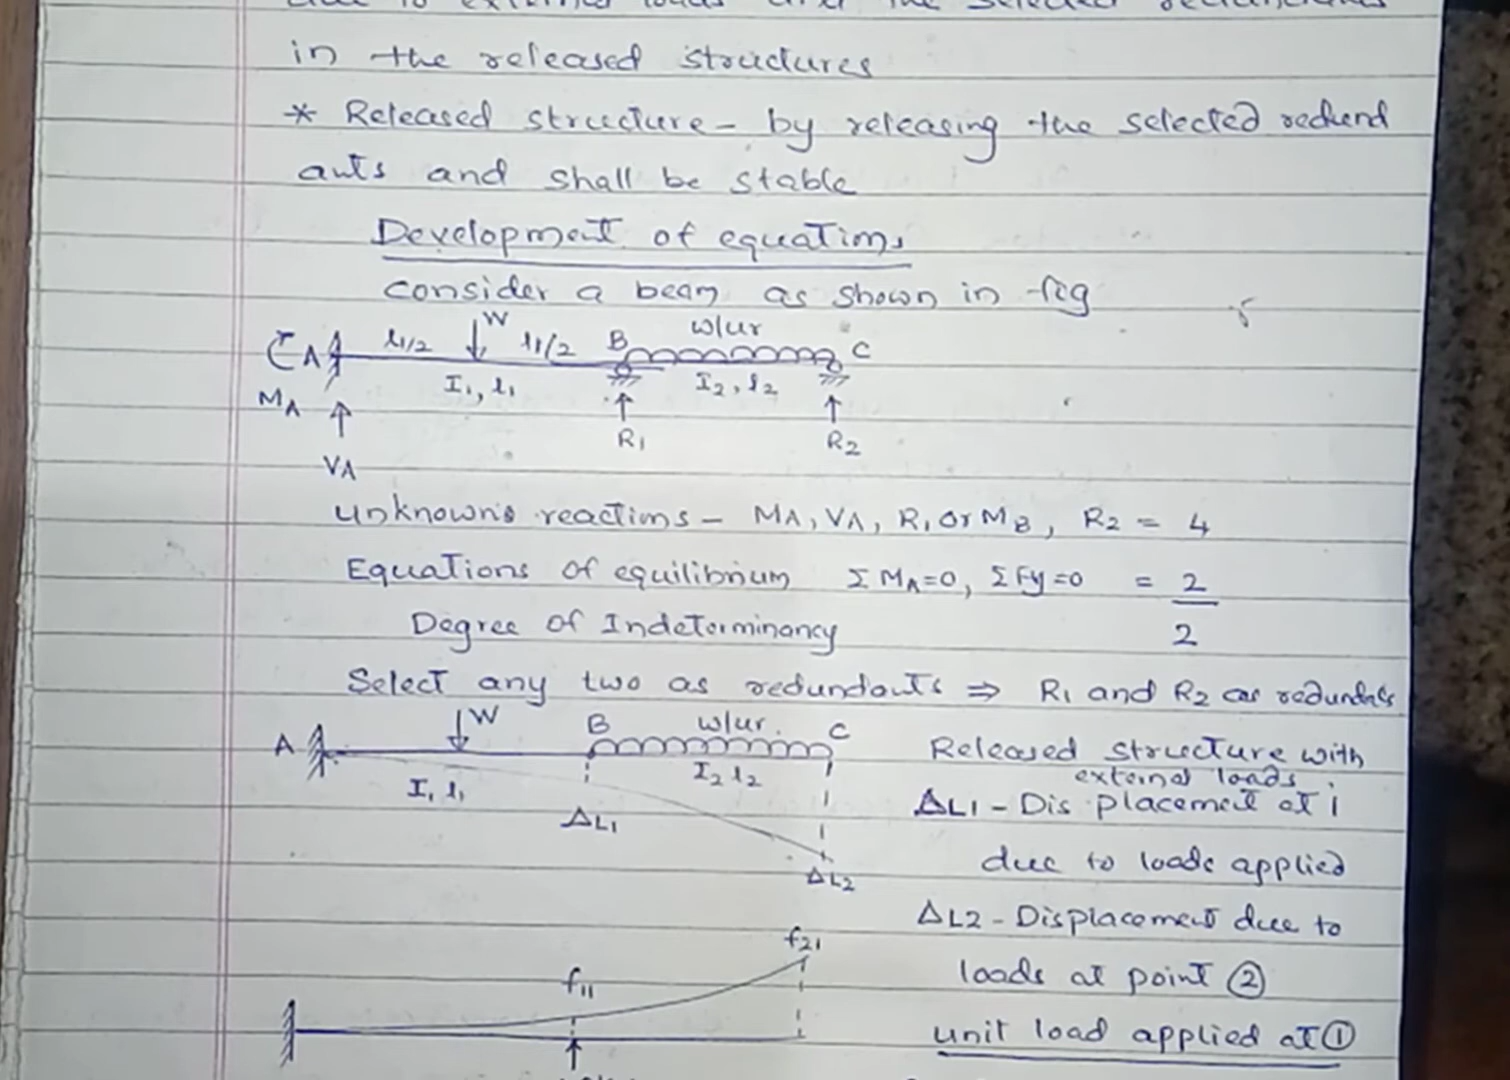 in the released structures
* Released structure - by releasing the selected redund
ants and shall be stable
Development of equations
consider a beam as shown in fig
W
w/ur
l1/2
l1/2
B
C
A
I1, l1
I2, l2
MA
R1
R2
VA
unknowns reactions - MA, VA, R1 or MB, R2 = 4
Equations of equilibrium ΣMA=0, ΣFy=0 = 2
Degree of Indeterminancy 2
Select any two as redundants ⇒ R1 and R2 as redundnts
W
B
w/ur.
C
A
Released structure with
external loads
I1 l1
I2 l2
ΔL1 - Displacement at 1
ΔL1
due to loads applied
ΔL2
ΔL2 - Displacement due to
f21
loads at point ②
f11
unit load applied at ①